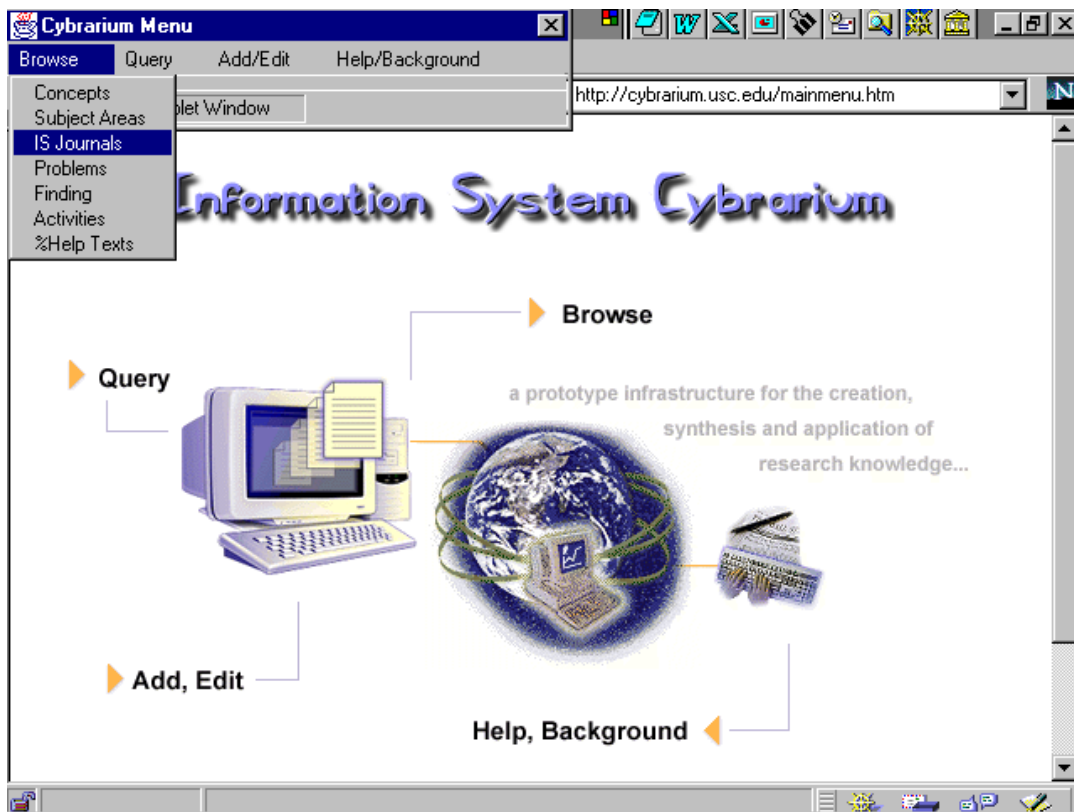 Cybrarium Menu
Browse Query Add/Edit Help/Background
Concepts
Subject Areas
IS Journals
Problems
Finding
Activities
%Help Texts
Window
http://cybrarium.usc.edu/mainmenu.htm
Information System Cybrarium
Browse
Query
a prototype infrastructure for the creation,
synthesis and application of
research knowledge...
Add, Edit
Help, Background